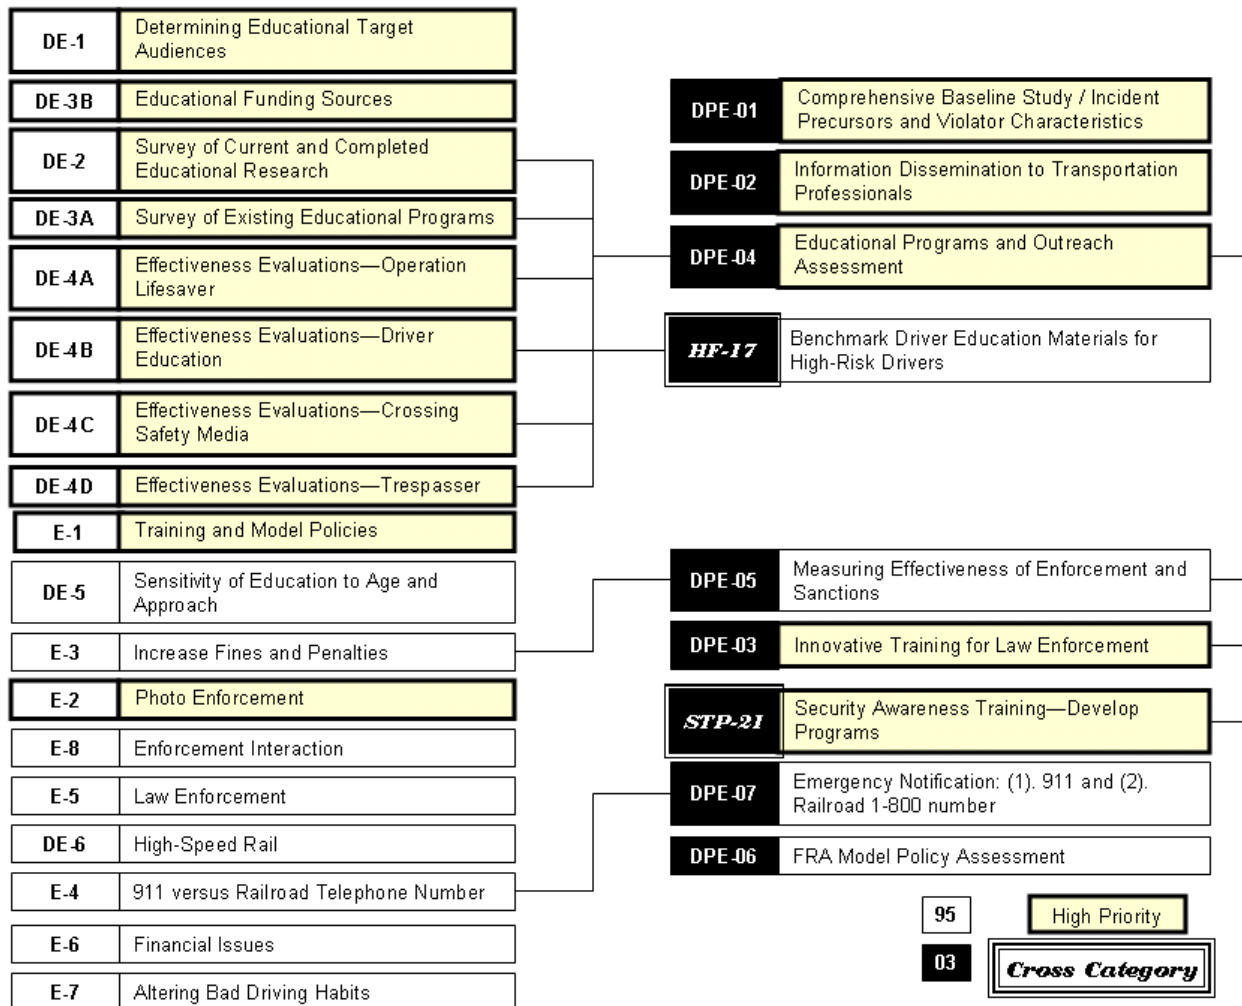 DE-1
Determining Educational Target
Audiences
DE-3B
Educational Funding Sources
DE-2
Survey of Current and Completed
Educational Research
DE-3A
Survey of Existing Educational Programs
DE-4A
Effectiveness Evaluations—Operation
Lifesaver
DE-4B
Effectiveness Evaluations—Driver
Education
DE-4C
Effectiveness Evaluations—Crossing
Safety Media
DE-4D
Effectiveness Evaluations—Trespasser
E-1
Training and Model Policies
DE-5
Sensitivity of Education to Age and
Approach
E-3
Increase Fines and Penalties
E-2
Photo Enforcement
E-8
Enforcement Interaction
E-5
Law Enforcement
DE-6
High-Speed Rail
E-4
911 versus Railroad Telephone Number
E-6
Financial Issues
E-7
Altering Bad Driving Habits
DPE-01
Comprehensive Baseline Study / Incident
Precursors and Violator Characteristics
DPE-02
Information Dissemination to Transportation
Professionals
DPE-04
Educational Programs and Outreach
Assessment
HF-17
Benchmark Driver Education Materials for
High-Risk Drivers
DPE-05
Measuring Effectiveness of Enforcement and
Sanctions
DPE-03
Innovative Training for Law Enforcement
STP-21
Security Awareness Training—Develop
Programs
DPE-07
Emergency Notification: (1). 911 and (2).
Railroad 1-800 number
DPE-06
FRA Model Policy Assessment
95
High Priority
03
Cross Category